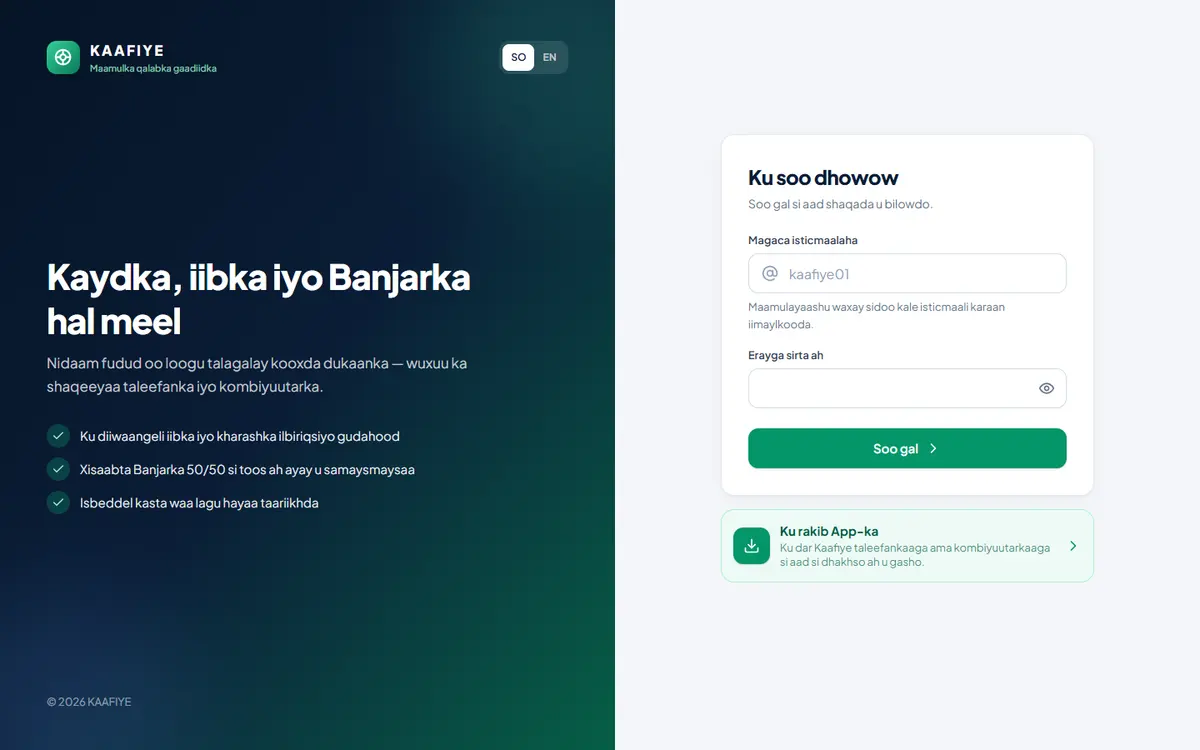 KAAFIYE
Maamulka qalabka gaadiidka
SO EN
Kaydka, iibka iyo Banjarka
hal meel
Nidaam fudud oo loogu talagalay kooxda dukaanka — wuxuu ka
shaqeeyaa taleefanka iyo kombiyuutarka.
Ku diiwaangeli iibka iyo kharashka ilbiriqsiyo gudahood
Xisaabta Banjarka 50/50 si toos ah ayay u samaysmaysaa
Isbeddel kasta waa lagu hayaa taariikhda
© 2026 KAAFIYE
Ku soo dhowow
Soo gal si aad shaqada u bilowdo.
Magaca isticmaalaha
kaafiye01
Maamulayaashu waxay sidoo kale isticmaali karaan
iimaylkooda.
Erayga sirta ah
Soo gal
Ku rakib App-ka
Ku dar Kaafiye taleefankaaga ama kombiyuutarkaaga
si aad si dhakhso ah u gasho.